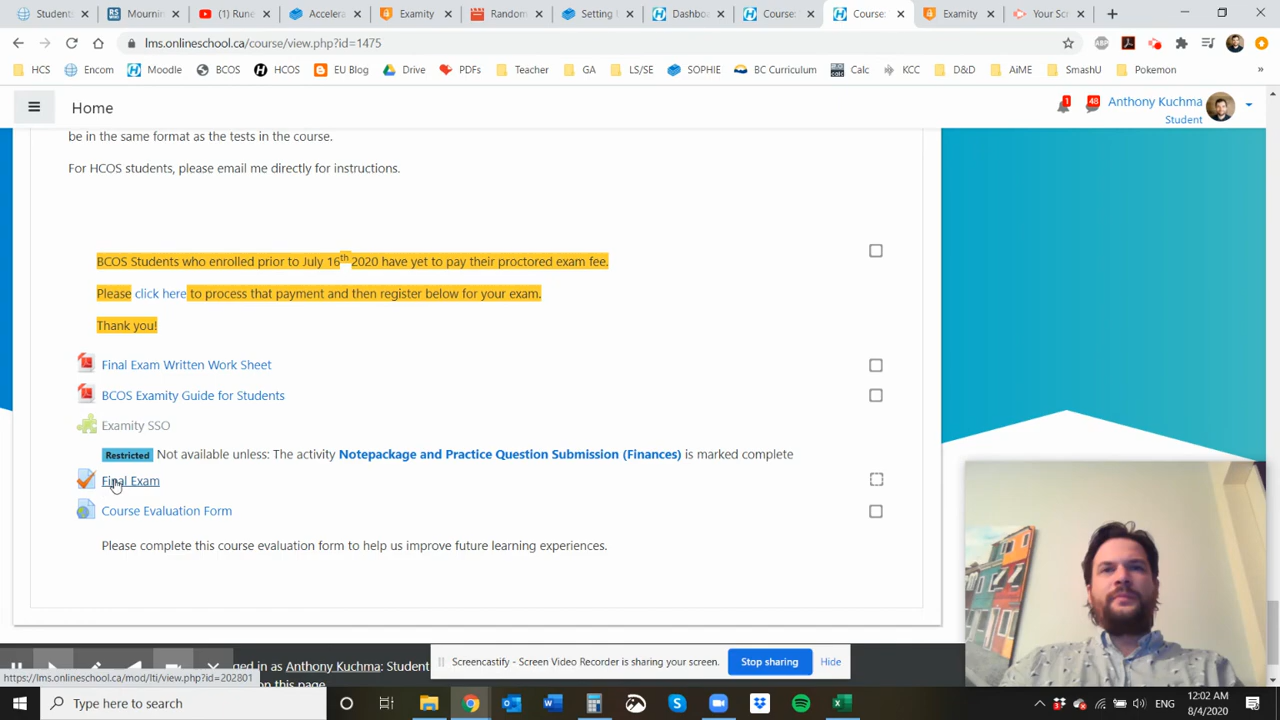 Students
Mournin
(1) Rune
Accelera
Examity
Random
Setting
Dashbo
Course:
Course:
Examity
Your Scr
lms.onlineschool.ca/course/view.php?id=1475
HCS
Encom
Moodle
BCOS
HCOS
EU Blog
Drive
PDFs
Teacher
GA
LS/SE
SOPHIE
BC Curriculum
Calc
KCC
D&D
AiME
SmashU
Pokemon
Home
1
48
Anthony Kuchma
Student
be in the same format as the tests in the course.
For HCOS students, please email me directly for instructions.
BCOS Students who enrolled prior to July 16th 2020 have yet to pay their proctored exam fee.
Please click here to process that payment and then register below for your exam.
Thank you!
Final Exam Written Work Sheet
BCOS Examity Guide for Students
Examity SSO
Restricted Not available unless: The activity Notepackage and Practice Question Submission (Finances) is marked complete
Final Exam
Course Evaluation Form
Please complete this course evaluation form to help us improve future learning experiences.
ged in as Anthony Kuchma: Student
Screencastify - Screen Video Recorder is sharing your screen.
Stop sharing
Hide
https://lms.onlineschool.ca/mod/lti/view.php?id=202801
on this page
Type here to search
ENG
12:02 AM
8/4/2020